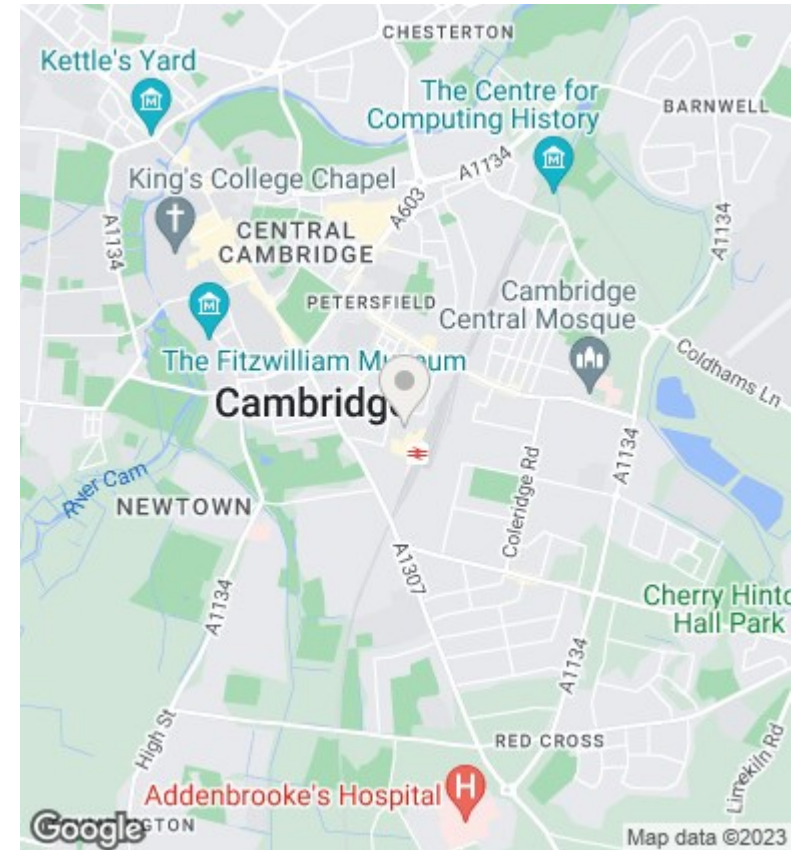 CHESTERTON
Kettle's Yard
The Centre for
Computing History
BARNWELL
A1134
King's College Chapel
A603
A1134
A1134
CENTRAL
CAMBRIDGE
PETERSFIELD
Cambridge
Central Mosque
The Fitzwilliam Museum
Coldhams Ln
Cambridge
A1134
River Cam
NEWTOWN
Coleridge Rd
A1307
A1134
Cherry Hinto
Hall Park
A1134
High St
RED CROSS
Limekiln Rd
Addenbrooke's Hospital
H
Google
Map data ©2023